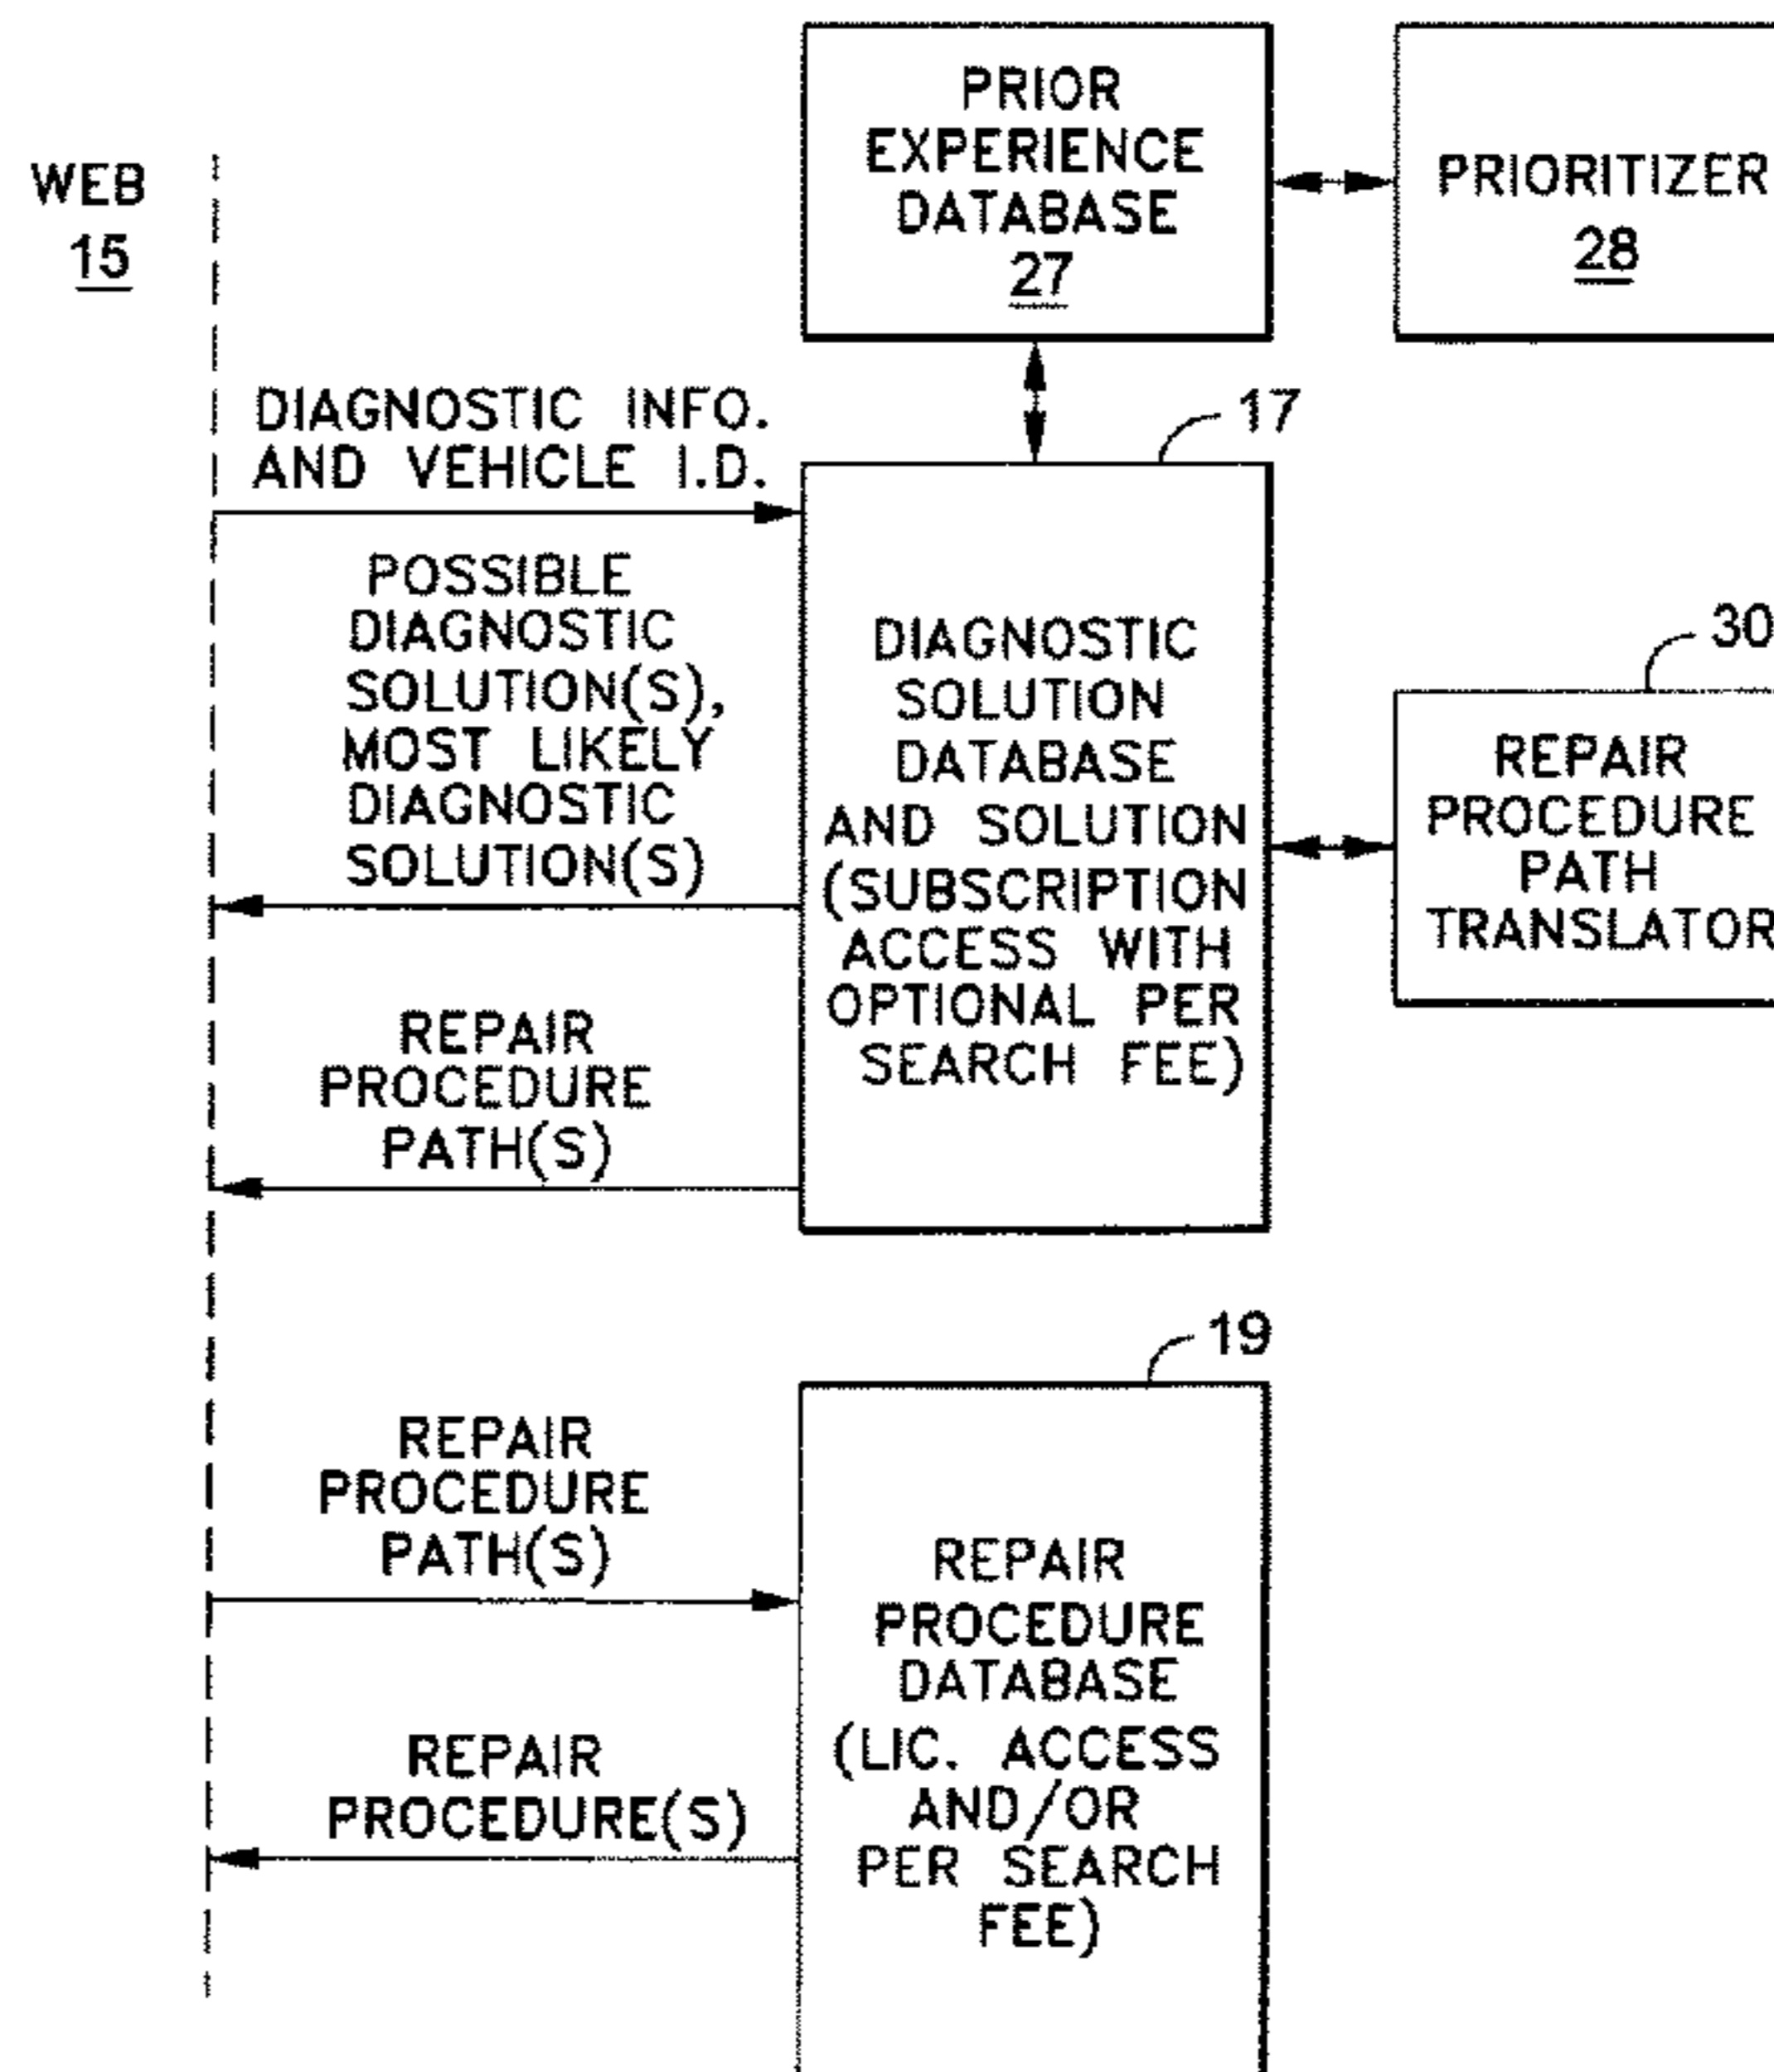 WEB
15
PRIOR
EXPERIENCE
DATABASE
27
PRIORITIZER
28
DIAGNOSTIC INFO.
AND VEHICLE I.D.
17
POSSIBLE
DIAGNOSTIC
SOLUTION(S),
MOST LIKELY
DIAGNOSTIC
SOLUTION(S)
REPAIR
PROCEDURE
PATH(S)
DIAGNOSTIC
SOLUTION
DATABASE
AND SOLUTION
(SUBSCRIPTION
ACCESS WITH
OPTIONAL PER
SEARCH FEE)
30
REPAIR
PROCEDURE
PATH
TRANSLATOR
19
REPAIR
PROCEDURE
PATH(S)
REPAIR
PROCEDURE(S)
REPAIR
PROCEDURE
DATABASE
(LIC. ACCESS
AND/OR
PER SEARCH
FEE)